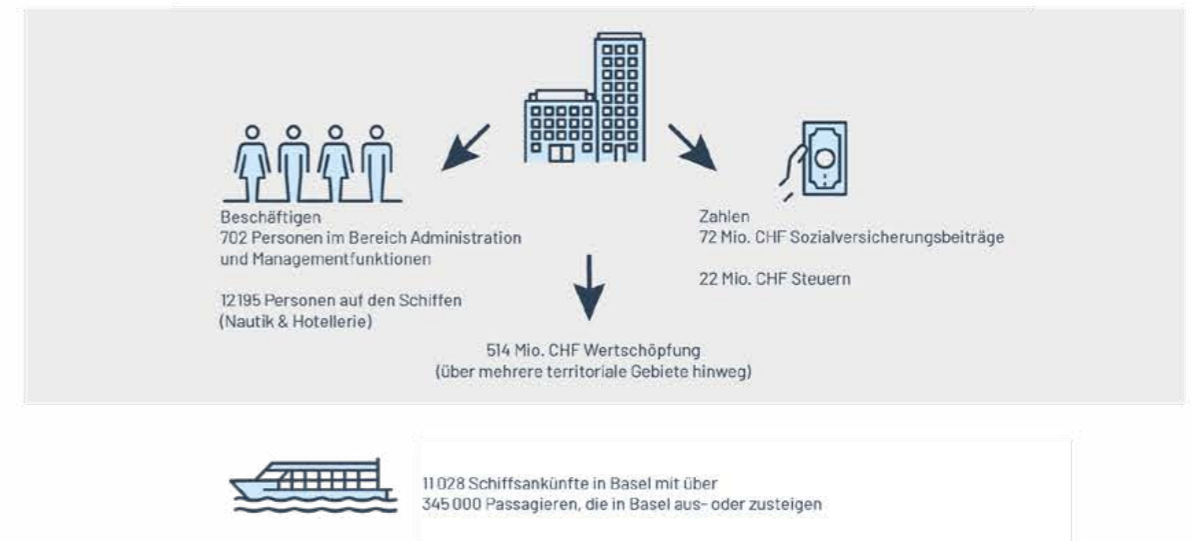 Beschäftigen
702 Personen im Bereich Administration
und Managementfunktionen
12195 Personen auf den Schiffen
(Nautik & Hotellerie)
Zahlen
72 Mio. CHF Sozialversicherungsbeiträge
22 Mio. CHF Steuern
514 Mio. CHF Wertschöpfung
(über mehrere territoriale Gebiete hinweg)
11028 Schiffsankünfte in Basel mit über
345000 Passagieren, die in Basel aus- oder zusteigen